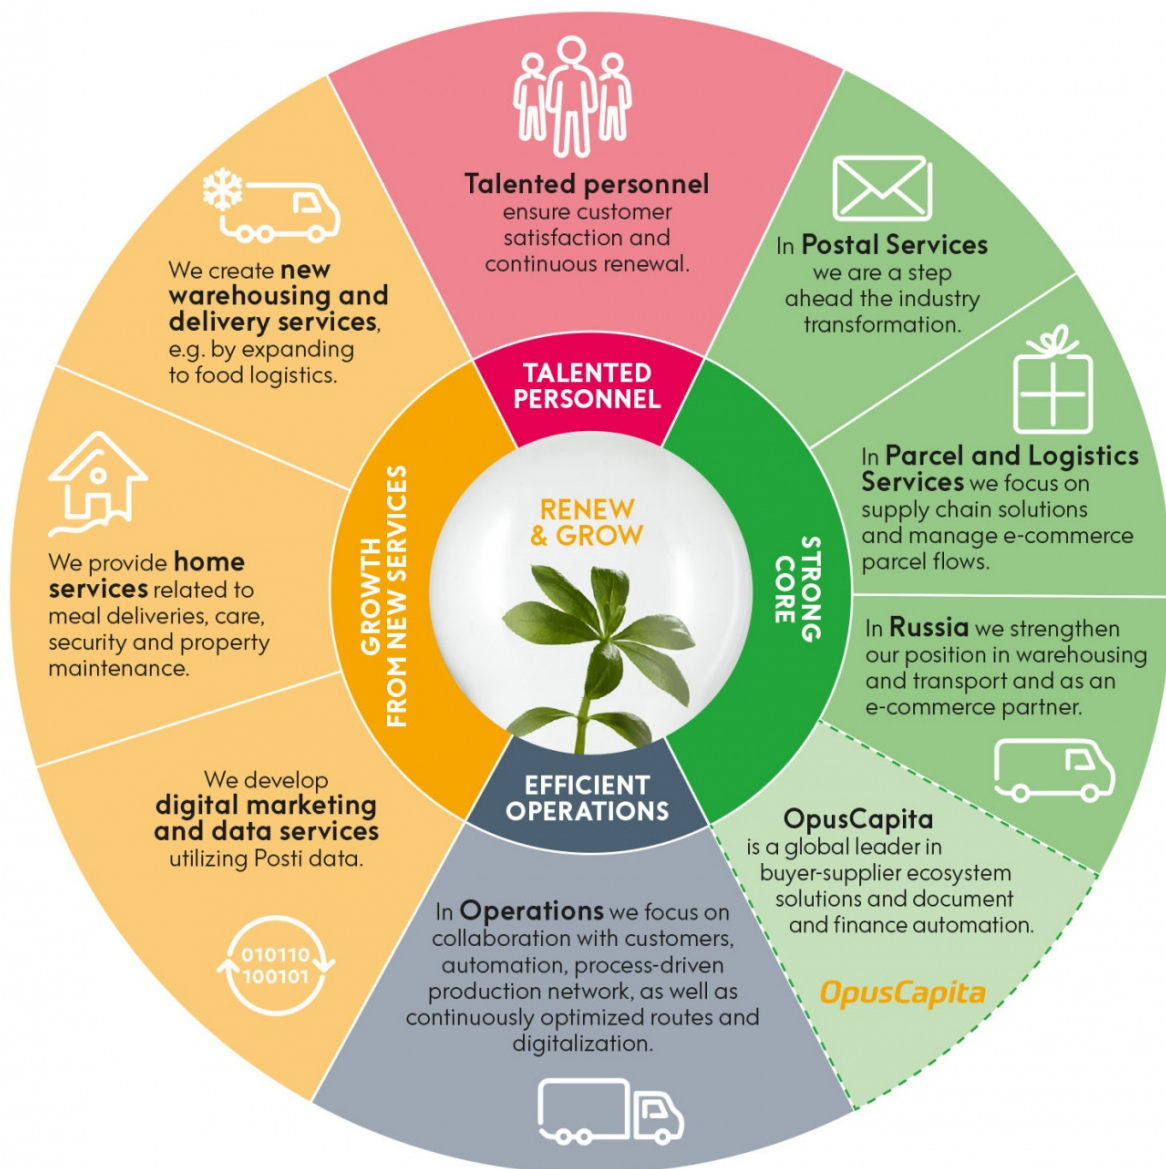 Talented personnel
ensure customer
satisfaction and
continuous renewal.
In Postal Services
we are a step
ahead the industry
transformation.
In Parcel and Logistics
Services we focus on
supply chain solutions
and manage e-commerce
parcel flows.
In Russia we strengthen
our position in warehousing
and transport and as an
e-commerce partner.
OpusCapita
is a global leader in
buyer-supplier ecosystem
solutions and document
and finance automation.
OpusCapita
In Operations we focus on
collaboration with customers,
automation, process-driven
production network, as well as
continuously optimized routes and
digitalization.
We develop
digital marketing
and data services
utilizing Posti data.
010110
100101
We provide home
services related to
meal deliveries, care,
security and property
maintenance.
We create new
warehousing and
delivery services,
e.g. by expanding
to food logistics.
TALENTED
PERSONNEL
STRONG
CORE
EFFICIENT
OPERATIONS
GROWTH
FROM NEW SERVICES
RENEW
& GROW